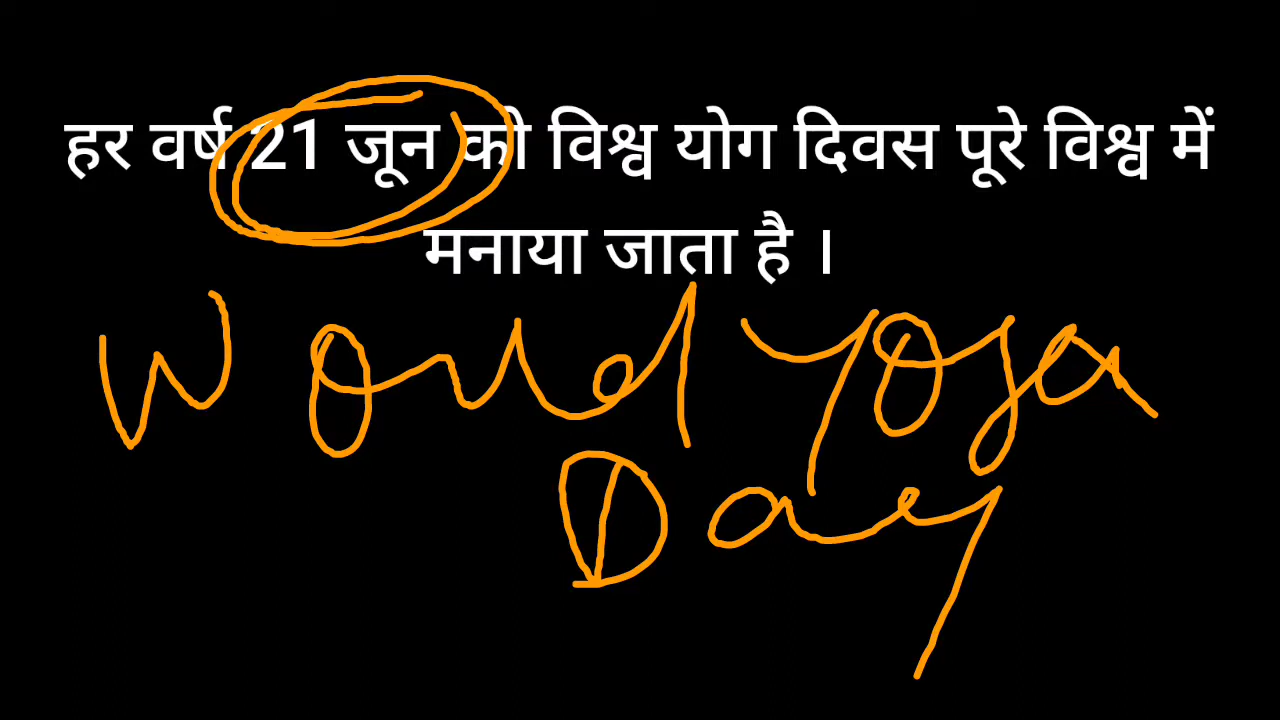 हर वर्ष 21 जून को विश्व योग दिवस पूरे विश्व में
मनाया जाता है ।
World Yoga
Day